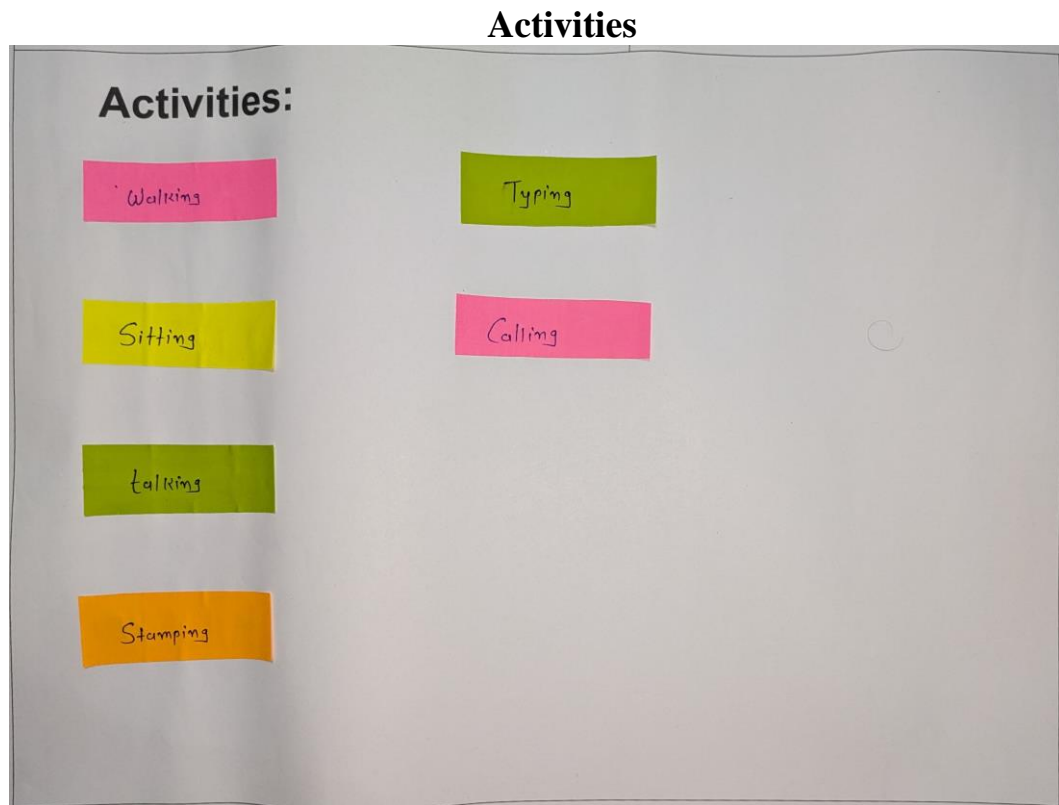 Activities
Activities:
Walking
Typing
Sitting
Calling
talking
Stamping